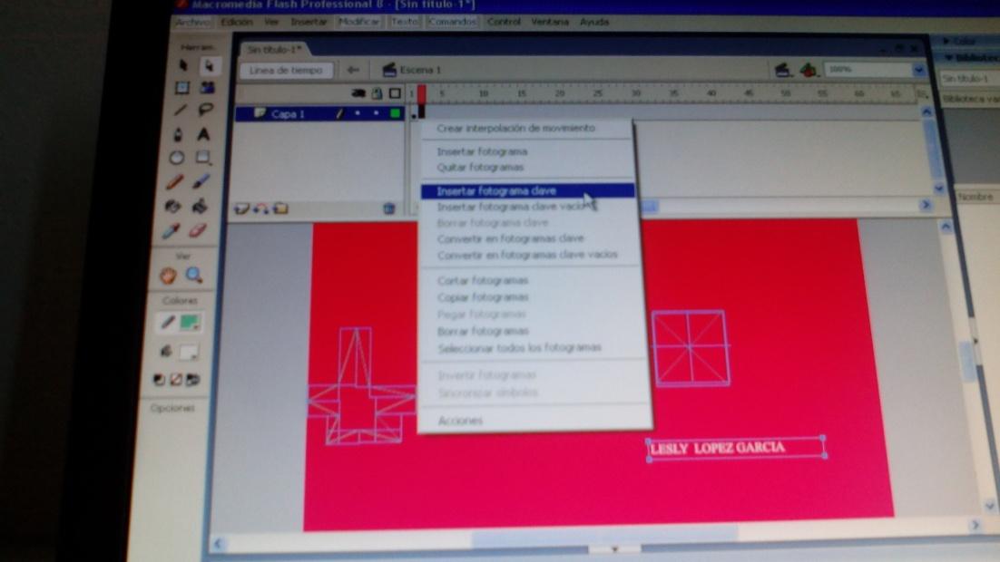 Macromedia Flash Professional 8 - [Sin título-1*]
Archivo Edición Ver Insertar Modificar Texto Comandos Control Ventana Ayuda
Herram.
Sin título-1*
Color
Línea de tiempo
Escena 1
100%
Biblioteca
Sin título-1
1 5 10 15 20 25 30 35 40 45 50 55 60 65
Biblioteca
Capa 1
Crear interpolación de movimiento
Insertar fotograma
Quitar fotogramas
Insertar fotograma clave
Insertar fotograma clave vacío
Borrar fotograma clave
Convertir en fotogramas clave
Convertir en fotogramas clave vacíos
Cortar fotogramas
Copiar fotogramas
Pegar fotogramas
Borrar fotogramas
Seleccionar todos los fotogramas
Invertir fotogramas
Sincronizar símbolos
Acciones
Nombre
Ver
Colores
Opciones
LESLY LOPEZ GARCIA